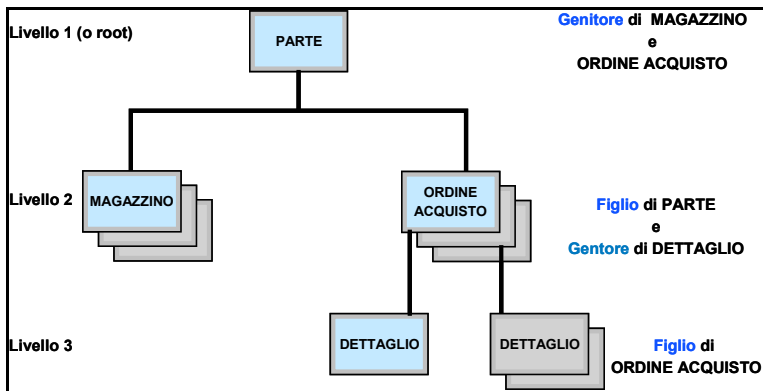 Livello 1 (o root)
PARTE
Genitore di MAGAZZINO
e
ORDINE ACQUISTO
Livello 2
MAGAZZINO
ORDINE
ACQUISTO
Figlio di PARTE
e
Gentore di DETTAGLIO
Livello 3
DETTAGLIO
DETTAGLIO
Figlio di
ORDINE ACQUISTO